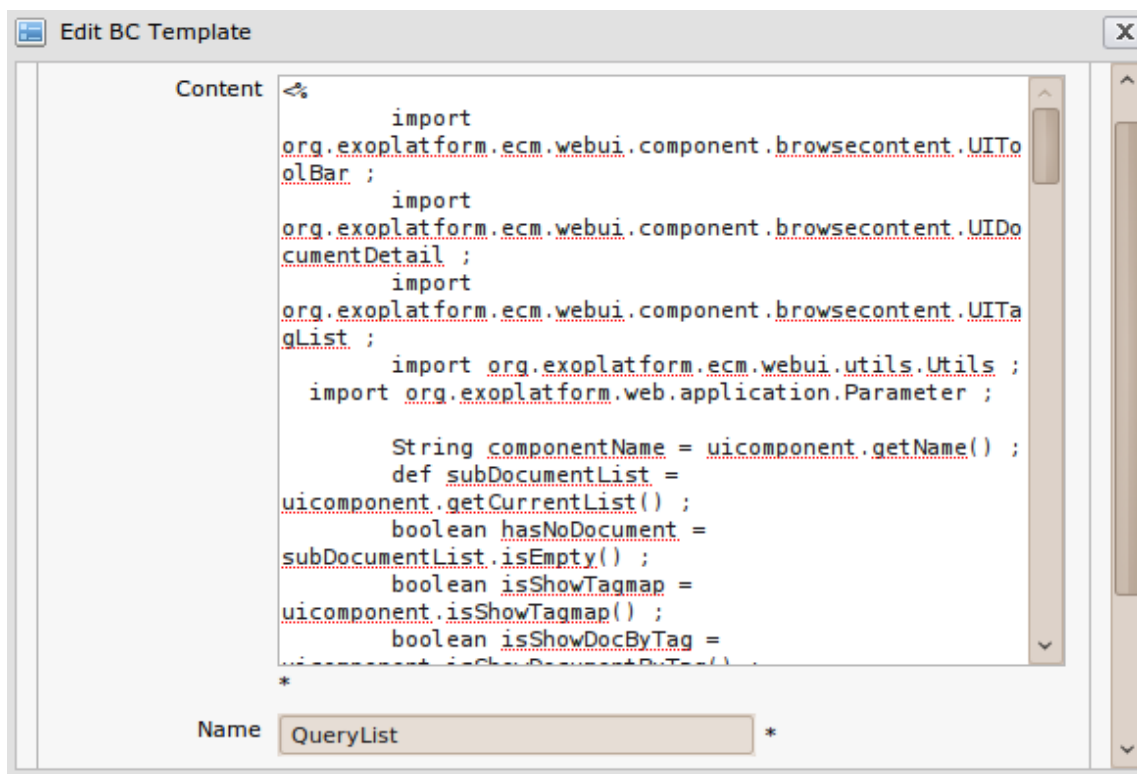 Edit BC Template
X
Content
<%
import
org.exoplatform.ecm.webui.component.browsecontent.UITo
olBar ;
import
org.exoplatform.ecm.webui.component.browsecontent.UIDo
cumentDetail ;
import
org.exoplatform.ecm.webui.component.browsecontent.UITa
gList ;
import org.exoplatform.ecm.webui.utils.Utils ;
import org.exoplatform.web.application.Parameter ;
String componentName = uicomponent.getName() ;
def subDocumentList =
uicomponent.getCurrentList() ;
boolean hasNoDocument =
subDocumentList.isEmpty() ;
boolean isShowTagmap =
uicomponent.isShowTagmap() ;
boolean isShowDocByTag =
uicomponent.isShowDocumentByTag() ;
*
Name QueryList *